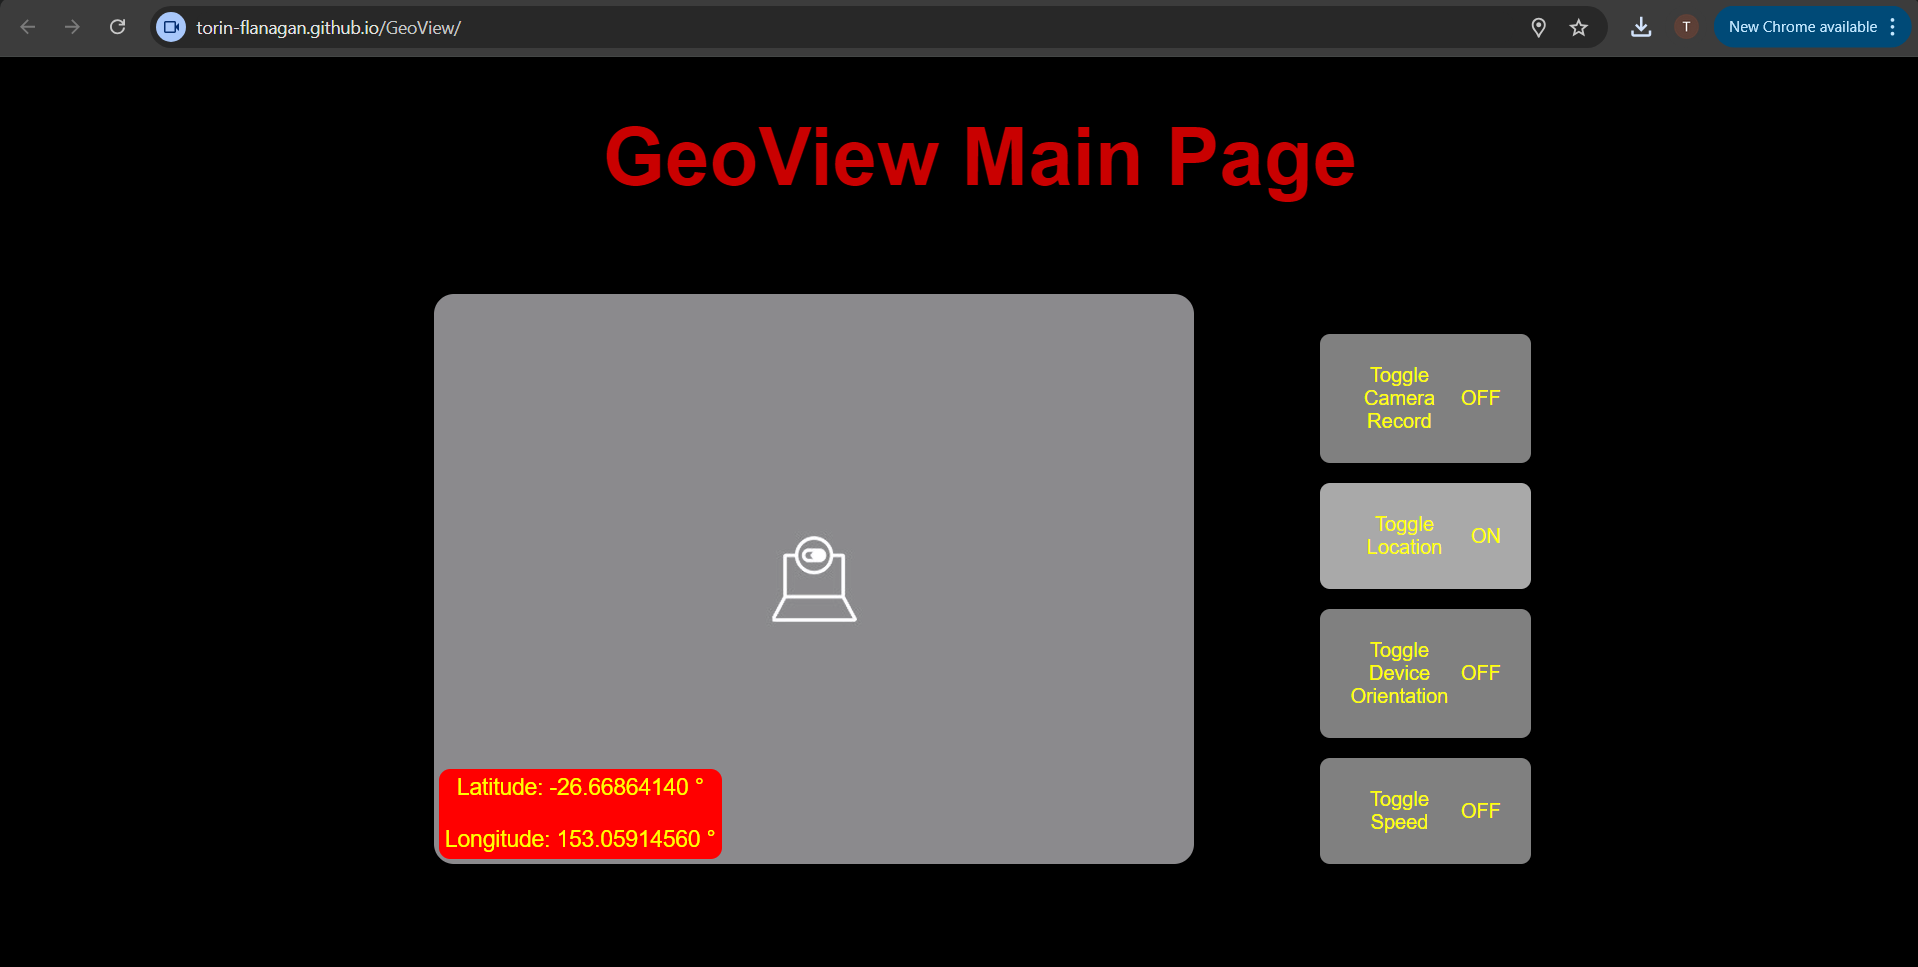 torin-flanagan.github.io/GeoView/
T
New Chrome available
GeoView Main Page
Toggle
Camera
Record
OFF
Toggle
Location
ON
Toggle
Device
Orientation
OFF
Toggle
Speed
OFF
Latitude: -26.66864140 °
Longitude: 153.05914560 °